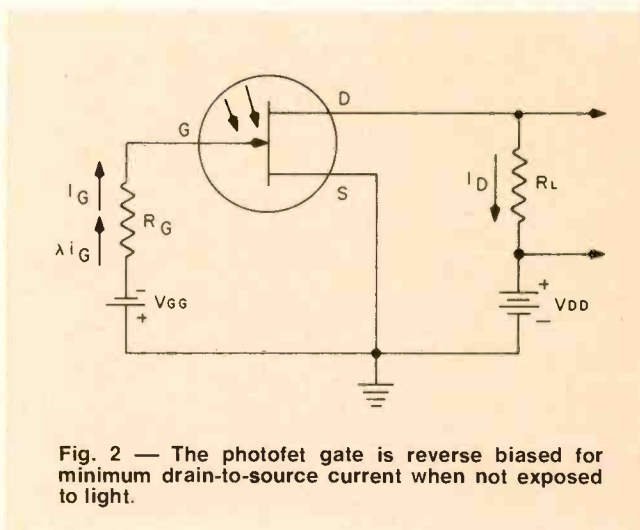 D
G
S
I_G
R_G
λi_G
-
V_GG
+
I_D
R_L
+
V_DD
-
Fig. 2 — The photofet gate is reverse biased for
minimum drain-to-source current when not exposed
to light.